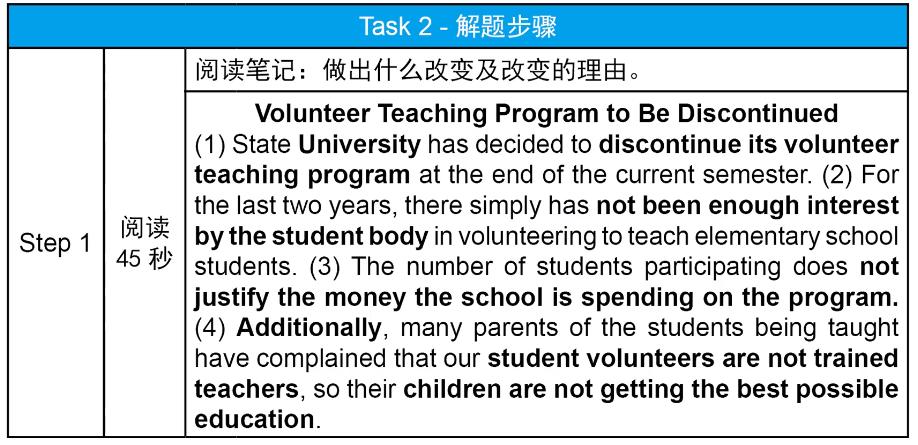 Task 2 - 解题步骤
Step 1
阅读
45 秒
阅读笔记：做出什么改变及改变的理由。
Volunteer Teaching Program to Be Discontinued
(1) State University has decided to discontinue its volunteer
teaching program at the end of the current semester. (2) For
the last two years, there simply has not been enough interest
by the student body in volunteering to teach elementary school
students. (3) The number of students participating does not
justify the money the school is spending on the program.
(4) Additionally, many parents of the students being taught
have complained that our student volunteers are not trained
teachers, so their children are not getting the best possible
education.